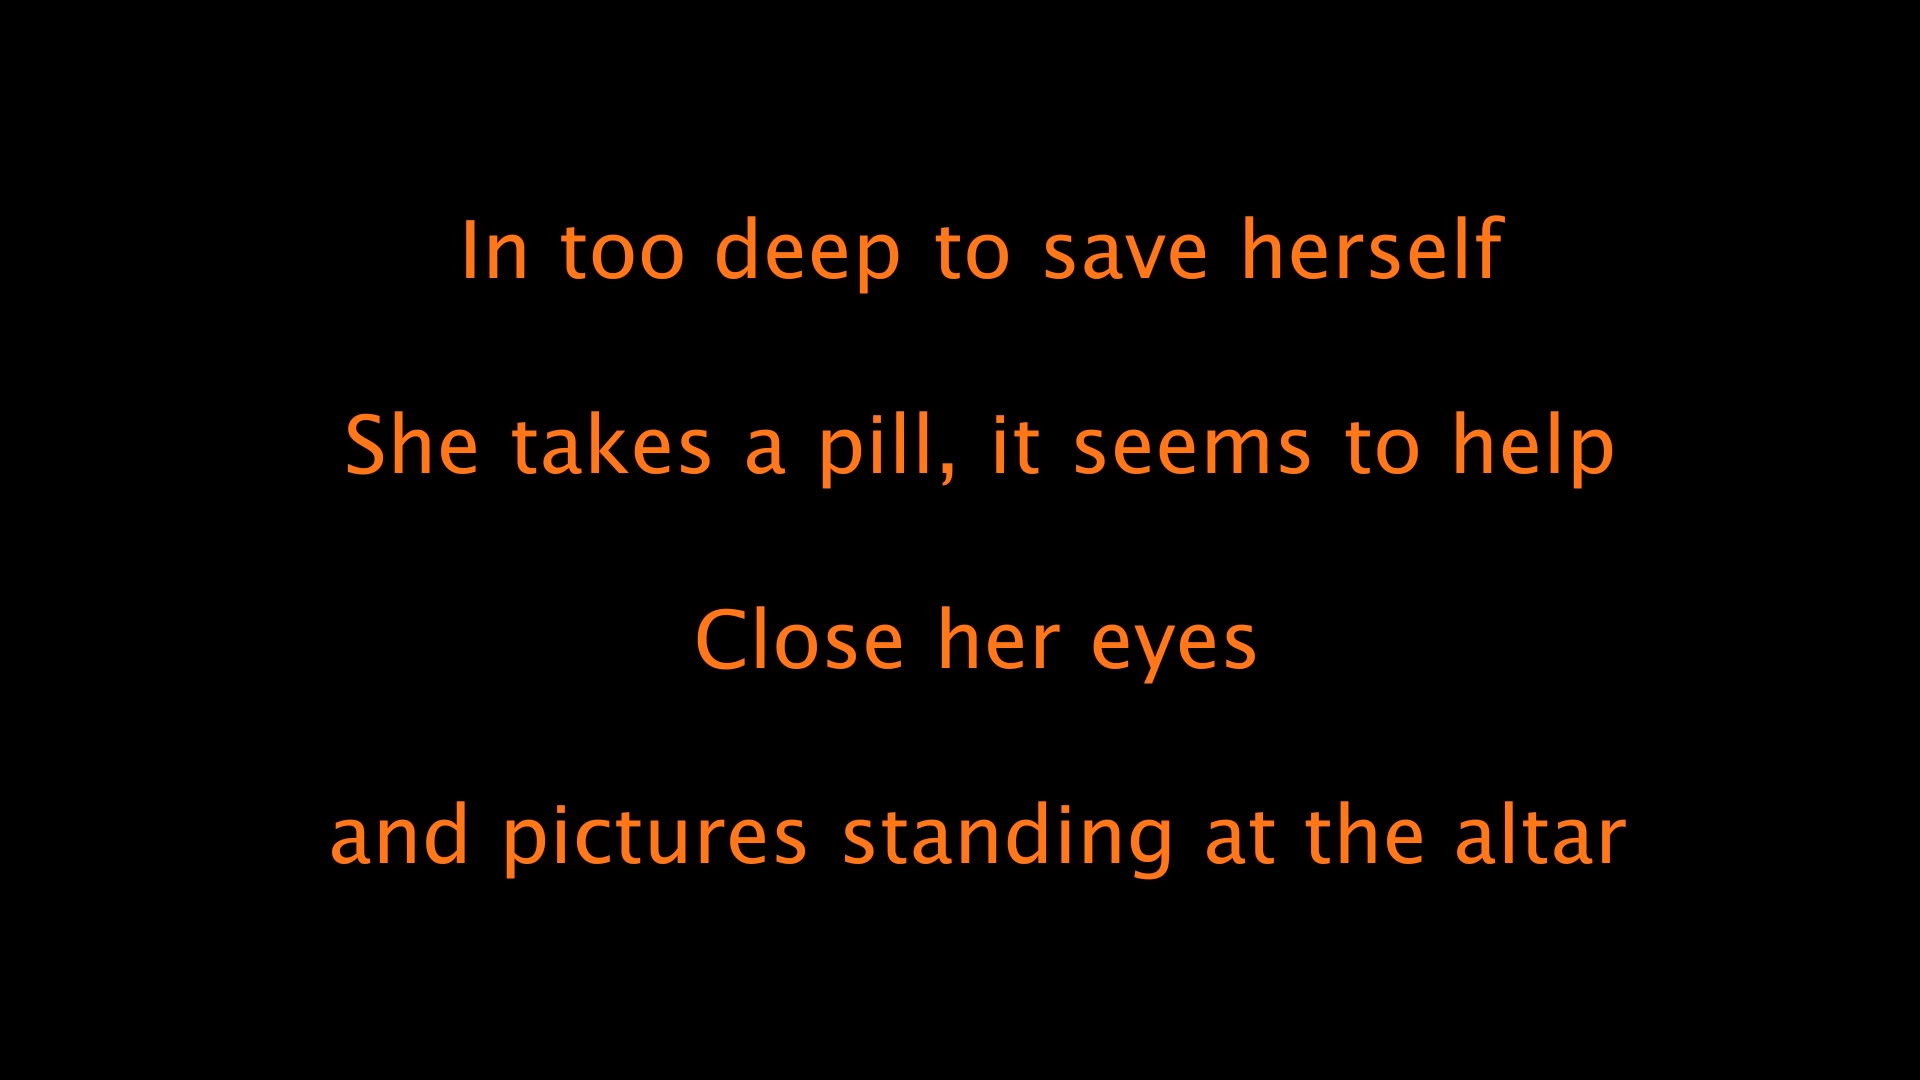 In too deep to save herself
She takes a pill, it seems to help
Close her eyes
and pictures standing at the altar